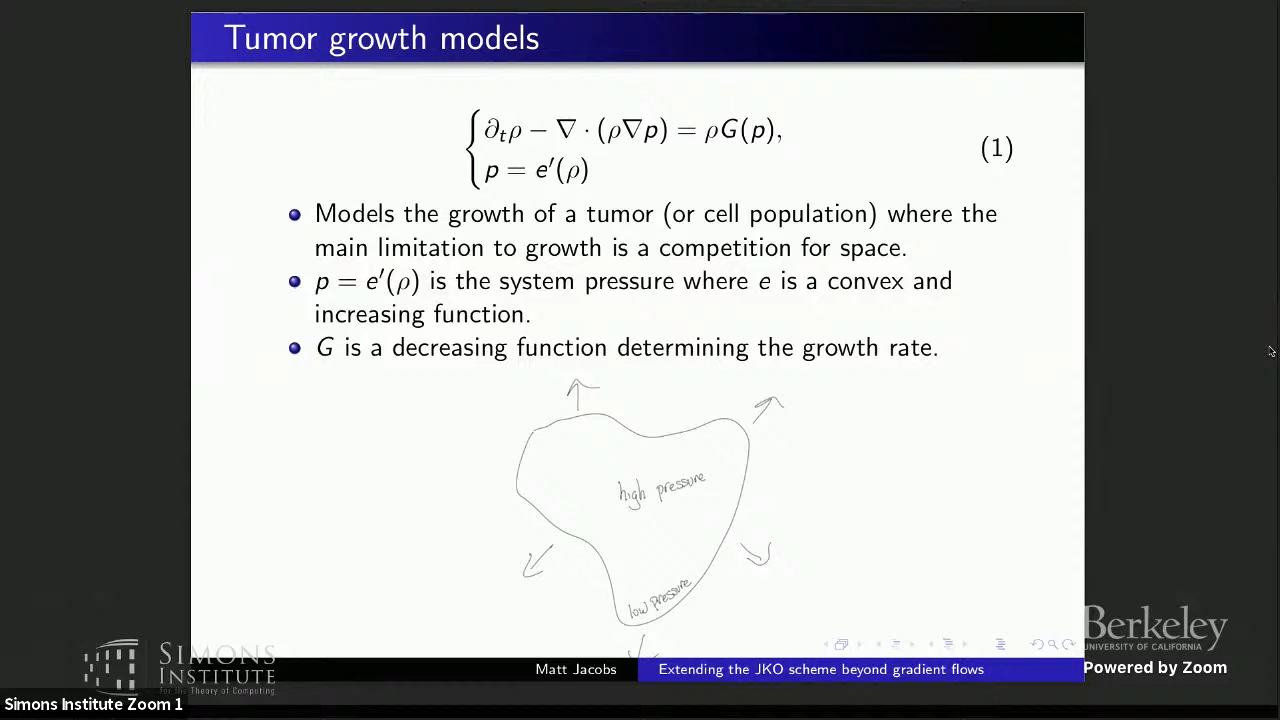 Tumor growth models
∂ₜρ − ∇ · (ρ∇p) = ρG(p),
p = e′(ρ)
(1)
Models the growth of a tumor (or cell population) where the
main limitation to growth is a competition for space.
p = e′(ρ) is the system pressure where e is a convex and
increasing function.
G is a decreasing function determining the growth rate.
high pressure
low pressure
Matt Jacobs
Extending the JKO scheme beyond gradient flows
SIMONS
INSTITUTE
for the Theory of Computing
Berkeley
UNIVERSITY OF CALIFORNIA
Powered by Zoom
Simons Institute Zoom 1